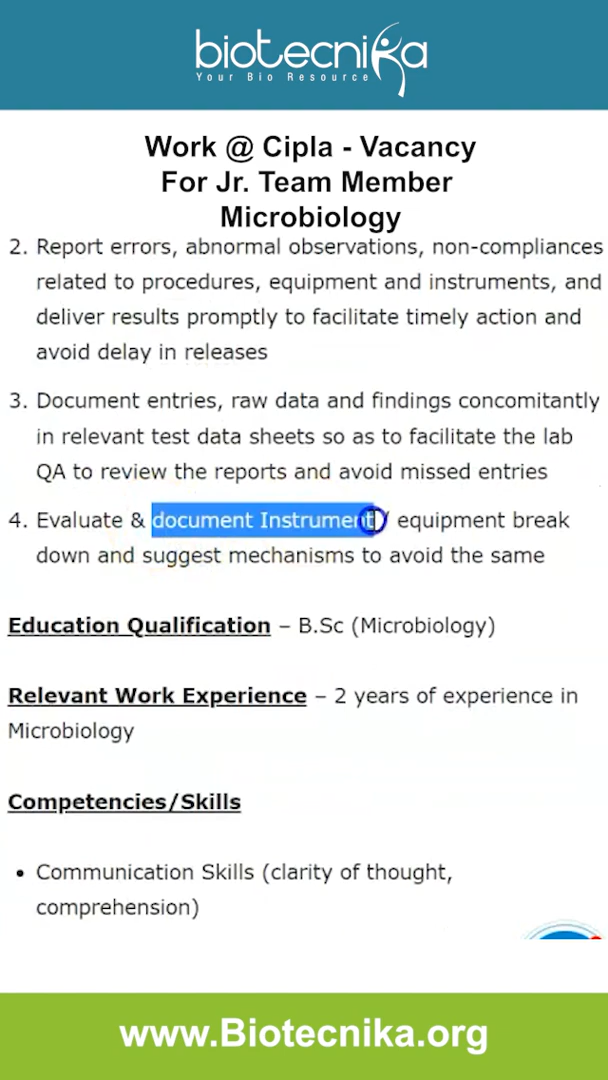 biotecnika
Your Bio Resource
Work @ Cipla - Vacancy
For Jr. Team Member
Microbiology
2. Report errors, abnormal observations, non-compliances
related to procedures, equipment and instruments, and
deliver results promptly to facilitate timely action and
avoid delay in releases
3. Document entries, raw data and findings concomitantly
in relevant test data sheets so as to facilitate the lab
QA to review the reports and avoid missed entries
4. Evaluate & document Instrument/ equipment break
down and suggest mechanisms to avoid the same
Education Qualification – B.Sc (Microbiology)
Relevant Work Experience – 2 years of experience in
Microbiology
Competencies/Skills
• Communication Skills (clarity of thought,
comprehension)
www.Biotecnika.org